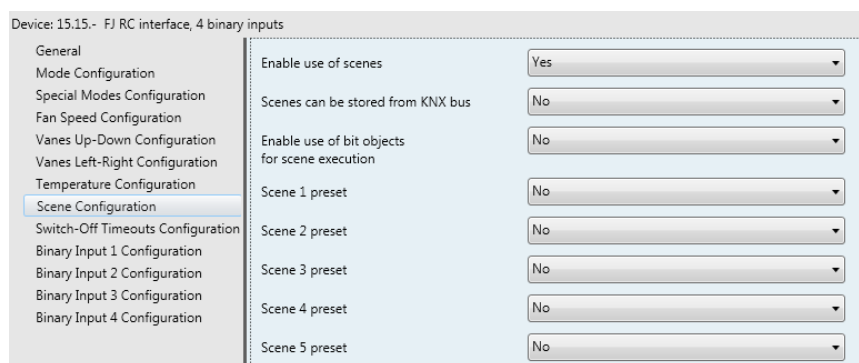 Device: 15.15.- FJ RC interface, 4 binary inputs
General
Mode Configuration
Special Modes Configuration
Fan Speed Configuration
Vanes Up-Down Configuration
Vanes Left-Right Configuration
Temperature Configuration
Scene Configuration
Switch-Off Timeouts Configuration
Binary Input 1 Configuration
Binary Input 2 Configuration
Binary Input 3 Configuration
Binary Input 4 Configuration
Enable use of scenes Yes
Scenes can be stored from KNX bus No
Enable use of bit objects No
for scene execution
Scene 1 preset No
Scene 2 preset No
Scene 3 preset No
Scene 4 preset No
Scene 5 preset No